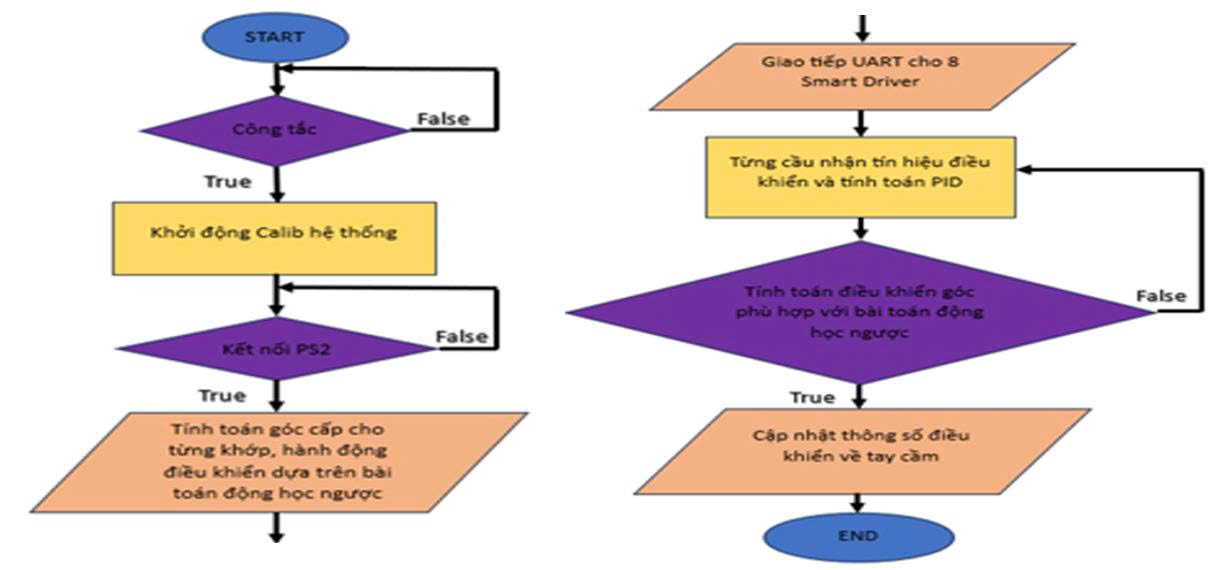 START
Công tắc
False
True
Khởi động Calib hệ thống
Kết nối PS2
False
True
Tính toán góc cấp cho
từng khớp, hành động
điều khiển dựa trên bài
toán động học ngược
Giao tiếp UART cho 8
Smart Driver
Từng cầu nhận tín hiệu điều
khiển và tính toán PID
Tính toán điều khiển góc
phù hợp với bài toán động
học ngược
False
True
Cập nhật thông số điều
khiển về tay cầm
END